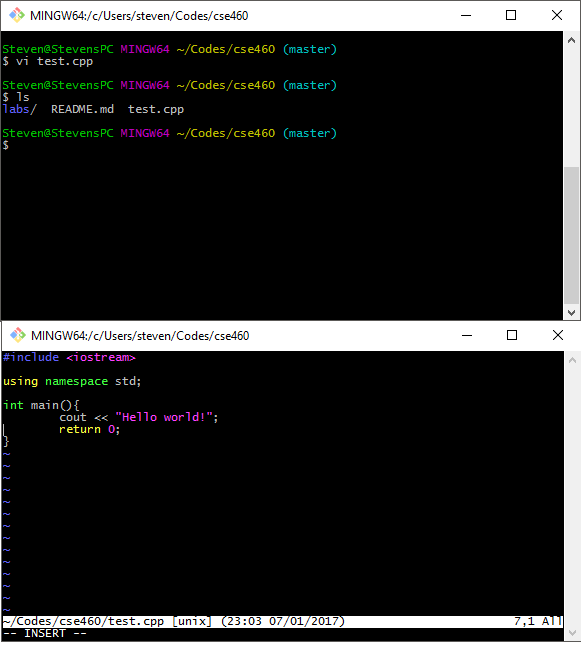 MINGW64:/c/Users/steven/Codes/cse460
Steven@StevensPC MINGW64 ~/Codes/cse460 (master)
$ vi test.cpp
Steven@StevensPC MINGW64 ~/Codes/cse460 (master)
$ ls
labs/  README.md  test.cpp
Steven@StevensPC MINGW64 ~/Codes/cse460 (master)
$
MINGW64:/c/Users/steven/Codes/cse460
#include <iostream>
using namespace std;
int main(){
        cout << "Hello world!";
        return 0;
}
~
~
~
~
~
~
~
~
~
~
~
~
~
~
~/Codes/cse460/test.cpp [unix] (23:03 07/01/2017) 7,1 All
-- INSERT --